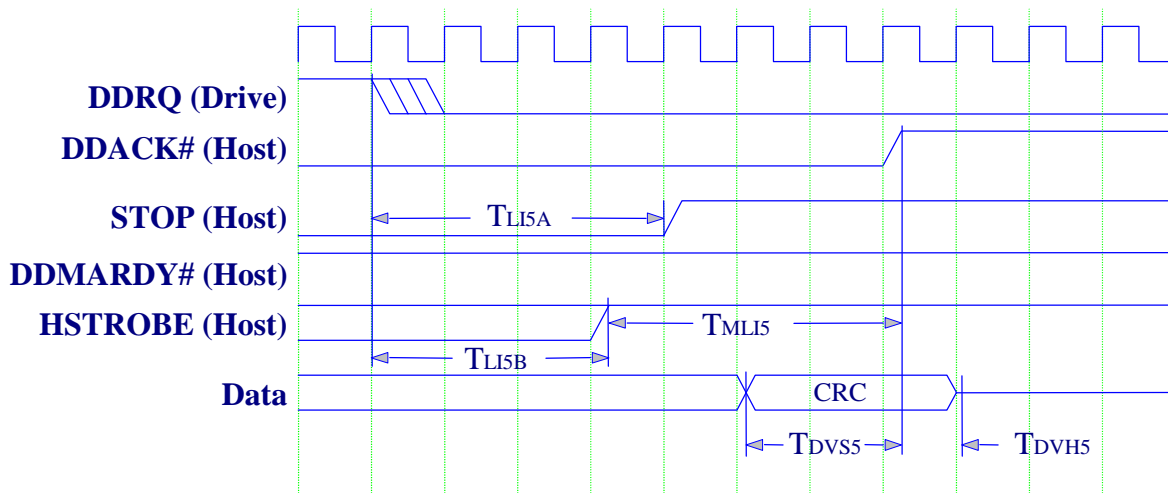 DDRQ (Drive)
DDACK# (Host)
STOP (Host)
TLI5A
DDMARDY# (Host)
HSTROBE (Host)
TMLI5
TLI5B
Data
CRC
TDVS5
TDVH5